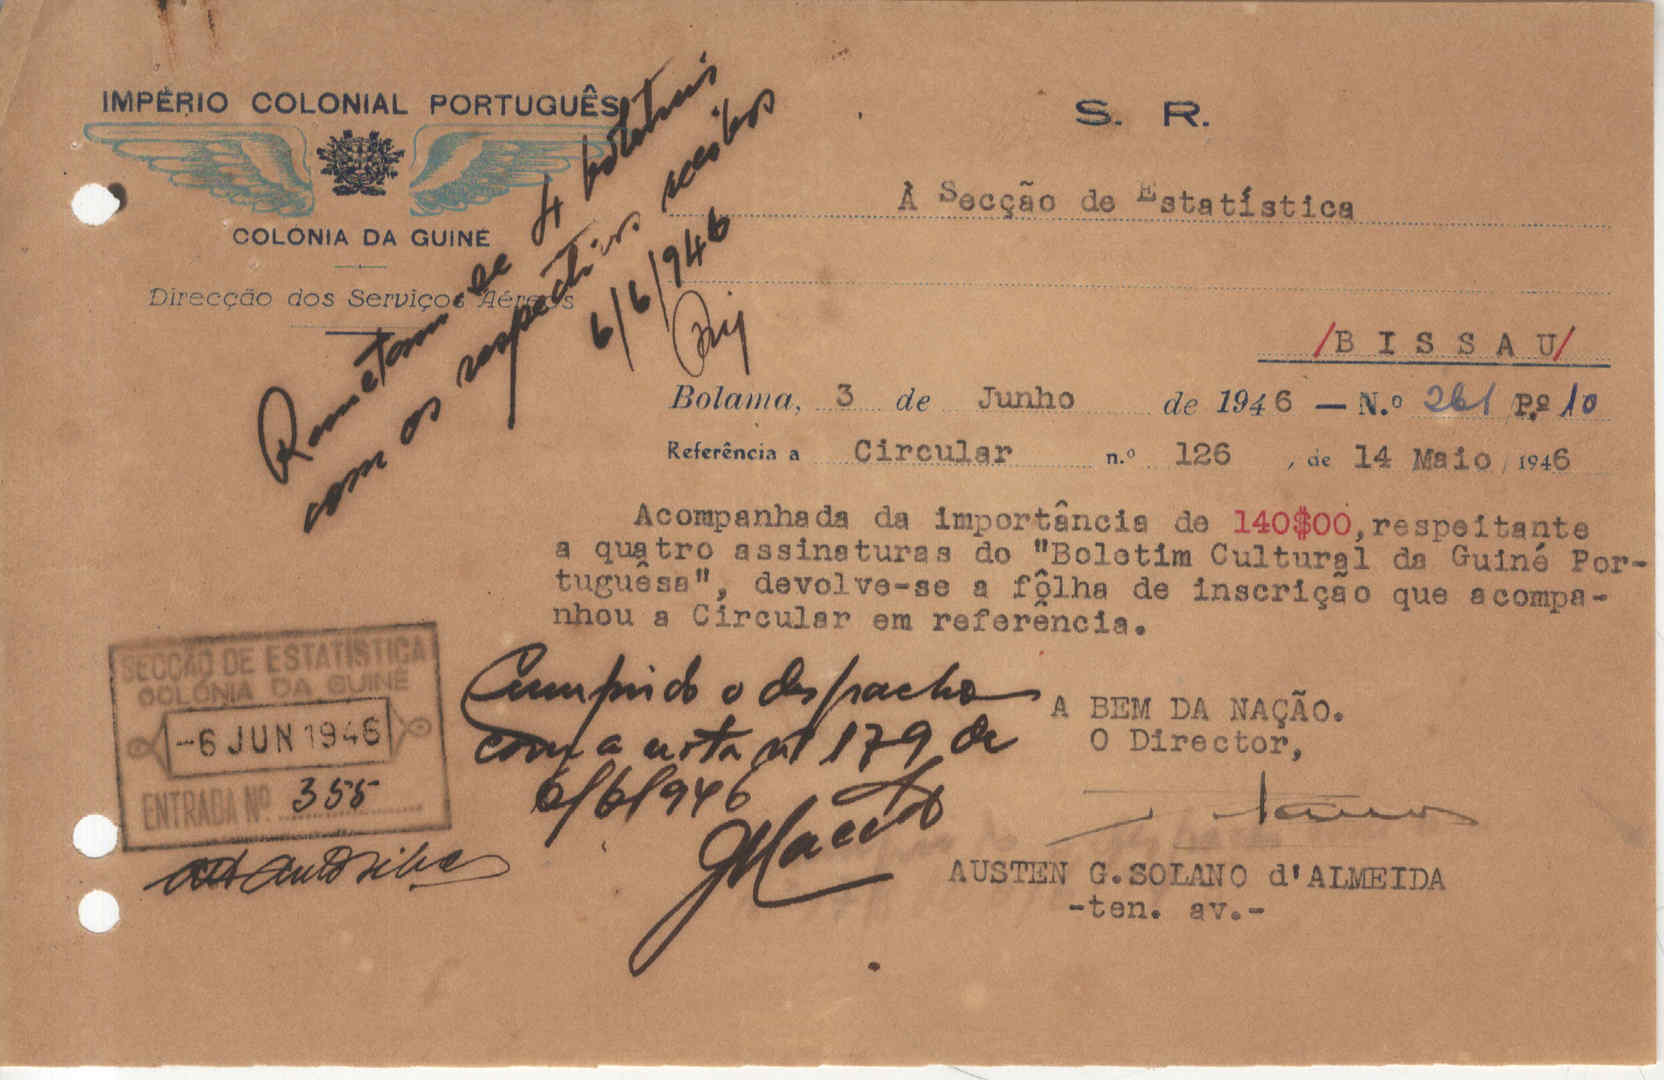 IMPÉRIO COLONIAL PORTUGUÊS
COLÓNIA DA GUINÉ
Direcção dos Serviços Aéreos
Remetam-se 4 boletins
com os respectivos recibos
6/6/946
S. R.
À Secção de Estatística
/BISSAU/
Bolama, 3 de Junho de 1946 — N.º 261 P.º 10
Referência a Circular n.º 126, de 14 Maio 1946
Acompanhada da importância de 140$00, respeitante
a quatro assinaturas do "Boletim Cultural da Guiné Por-
tuguêsa", devolve-se a fôlha de inscrição que acompa-
nhou a Circular em referência.
SECÇÃO DE ESTATÍSTICA
COLÓNIA DA GUINÉ
-6 JUN 1946
ENTRADA Nº 355
Cumprido o despacho
com a nota nº 179 de
6/6/946
A BEM DA NAÇÃO.
O Director,
AUSTEN G. SOLANO d'ALMEIDA
-ten. av.-